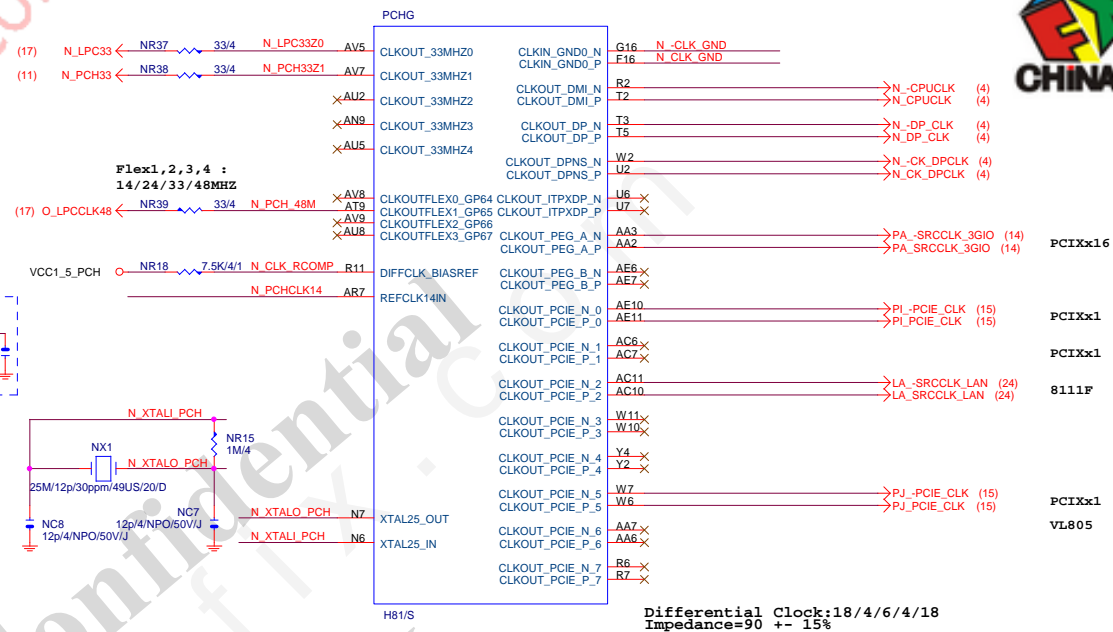 PCHG
(17) N_LPC33 NR37 33/4 N_LPC33Z0 AV5 CLKOUT_33MHZ0
(11) N_PCH33 NR38 33/4 N_PCH33Z1 AV7 CLKOUT_33MHZ1
AU2 CLKOUT_33MHZ2
AN9 CLKOUT_33MHZ3
AU5 CLKOUT_33MHZ4
Flex1,2,3,4 :
14/24/33/48MHZ
AV8 CLKOUTFLEX0_GP64
(17) O_LPCCLK48 NR39 33/4 N_PCH_48M AT9 CLKOUTFLEX1_GP65
AV9 CLKOUTFLEX2_GP66
AU8 CLKOUTFLEX3_GP67
VCC1_5_PCH NR18 7.5K/4/1 N_CLK_RCOMP R11 DIFFCLK_BIASREF
N_PCHCLK14 AR7 REFCLK14IN
N_XTALI_PCH
NR15
1M/4
NX1
N_XTALO_PCH
25M/12p/30ppm/49US/20/D
NC8
12p/4/NPO/50V/J
NC7
12p/4/NPO/50V/J
N_XTALO_PCH N7 XTAL25_OUT
N_XTALI_PCH N6 XTAL25_IN
CLKIN_GND0_N G16 N_-CLK_GND
CLKIN_GND0_P F16 N_CLK_GND
CLKOUT_DMI_N R2 N_-CPUCLK (4)
CLKOUT_DMI_P T2 N_CPUCLK (4)
CLKOUT_DP_N T3 N_-DP_CLK (4)
CLKOUT_DP_P T5 N_DP_CLK (4)
CLKOUT_DPNS_N W2 N_-CK_DPCLK (4)
CLKOUT_DPNS_P U2 N_CK_DPCLK (4)
CLKOUT_ITPXDP_N U6
CLKOUT_ITPXDP_P U7
CLKOUT_PEG_A_N AA3 PA_-SRCCLK_3GIO (14)
CLKOUT_PEG_A_P AA2 PA_SRCCLK_3GIO (14)
PCIXx16
CLKOUT_PEG_B_N AE6
CLKOUT_PEG_B_P AE7
CLKOUT_PCIE_N_0 AE10 PI_-PCIE_CLK (15)
CLKOUT_PCIE_P_0 AE11 PI_PCIE_CLK (15)
PCIXx1
CLKOUT_PCIE_N_1 AC6
CLKOUT_PCIE_P_1 AC7
PCIXx1
CLKOUT_PCIE_N_2 AC11 LA_-SRCCLK_LAN (24)
CLKOUT_PCIE_P_2 AC10 LA_SRCCLK_LAN (24)
8111F
CLKOUT_PCIE_N_3 W11
CLKOUT_PCIE_P_3 W10
CLKOUT_PCIE_N_4 Y4
CLKOUT_PCIE_P_4 Y2
CLKOUT_PCIE_N_5 W7 PJ_-PCIE_CLK (15)
CLKOUT_PCIE_P_5 W6 PJ_PCIE_CLK (15)
PCIXx1
VL805
CLKOUT_PCIE_N_6 AA7
CLKOUT_PCIE_P_6 AA6
CLKOUT_PCIE_N_7 R6
CLKOUT_PCIE_P_7 R7
H81/S
Differential Clock:18/4/6/4/18
Impedance=90 +- 15%
CHINA
onfidential